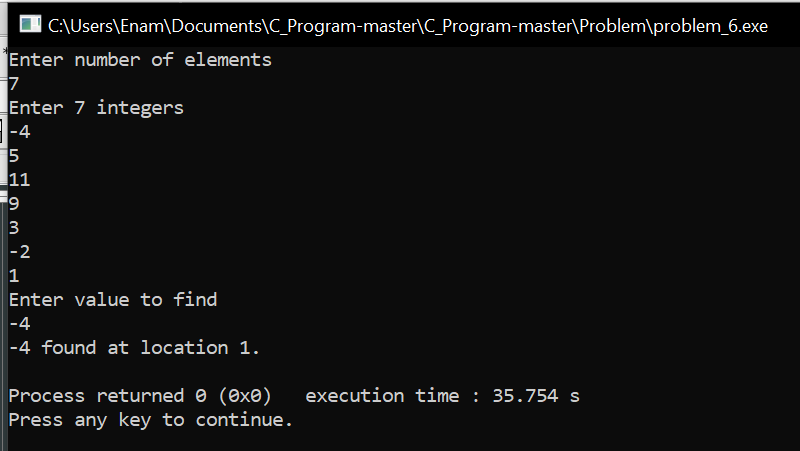 C:\Users\Enam\Documents\C_Program-master\C_Program-master\Problem\problem_6.exe
Enter number of elements
7
Enter 7 integers
-4
5
11
9
3
-2
1
Enter value to find
-4
-4 found at location 1.
Process returned 0 (0x0)   execution time : 35.754 s
Press any key to continue.